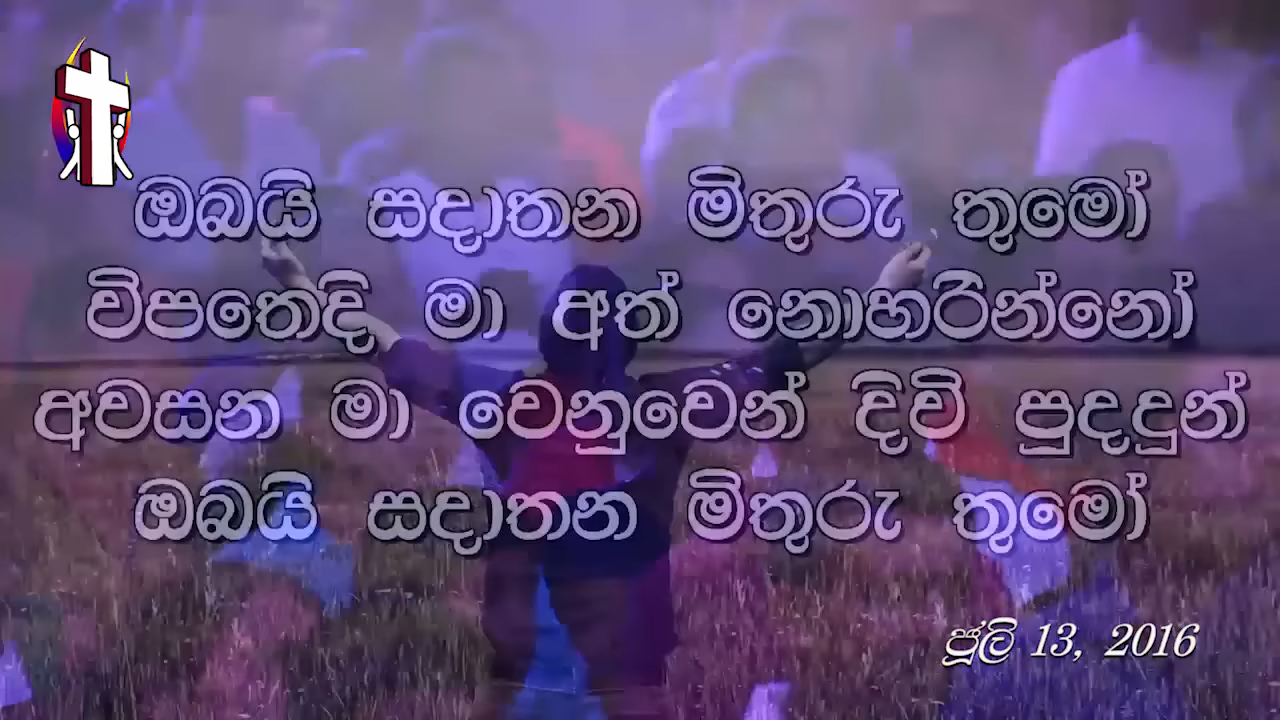 ඔබයි සදාතන මිතුරු තුමෝ
විපතෙදි මා අත් නොහරින්නෝ
අවසන මා වෙනුවෙන් දිවි පුදදූන්
ඔබයි සදාතන මිතුරු තුමෝ
ජූලි 13, 2016